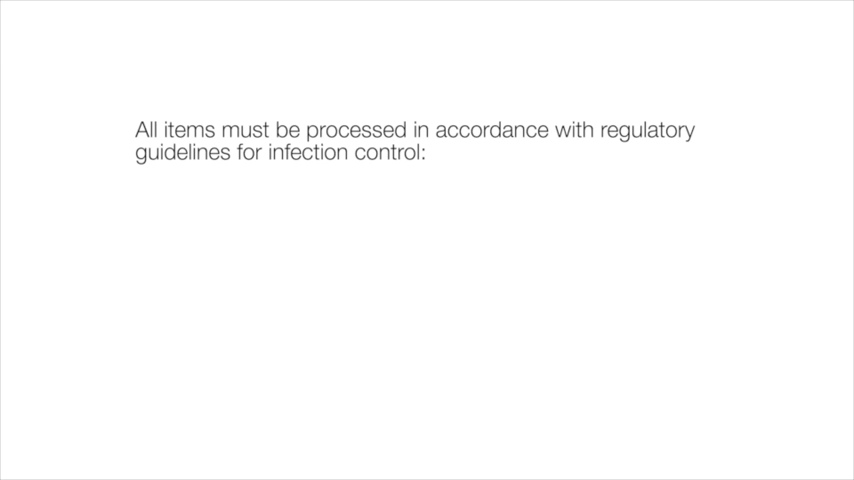 All items must be processed in accordance with regulatory
guidelines for infection control: